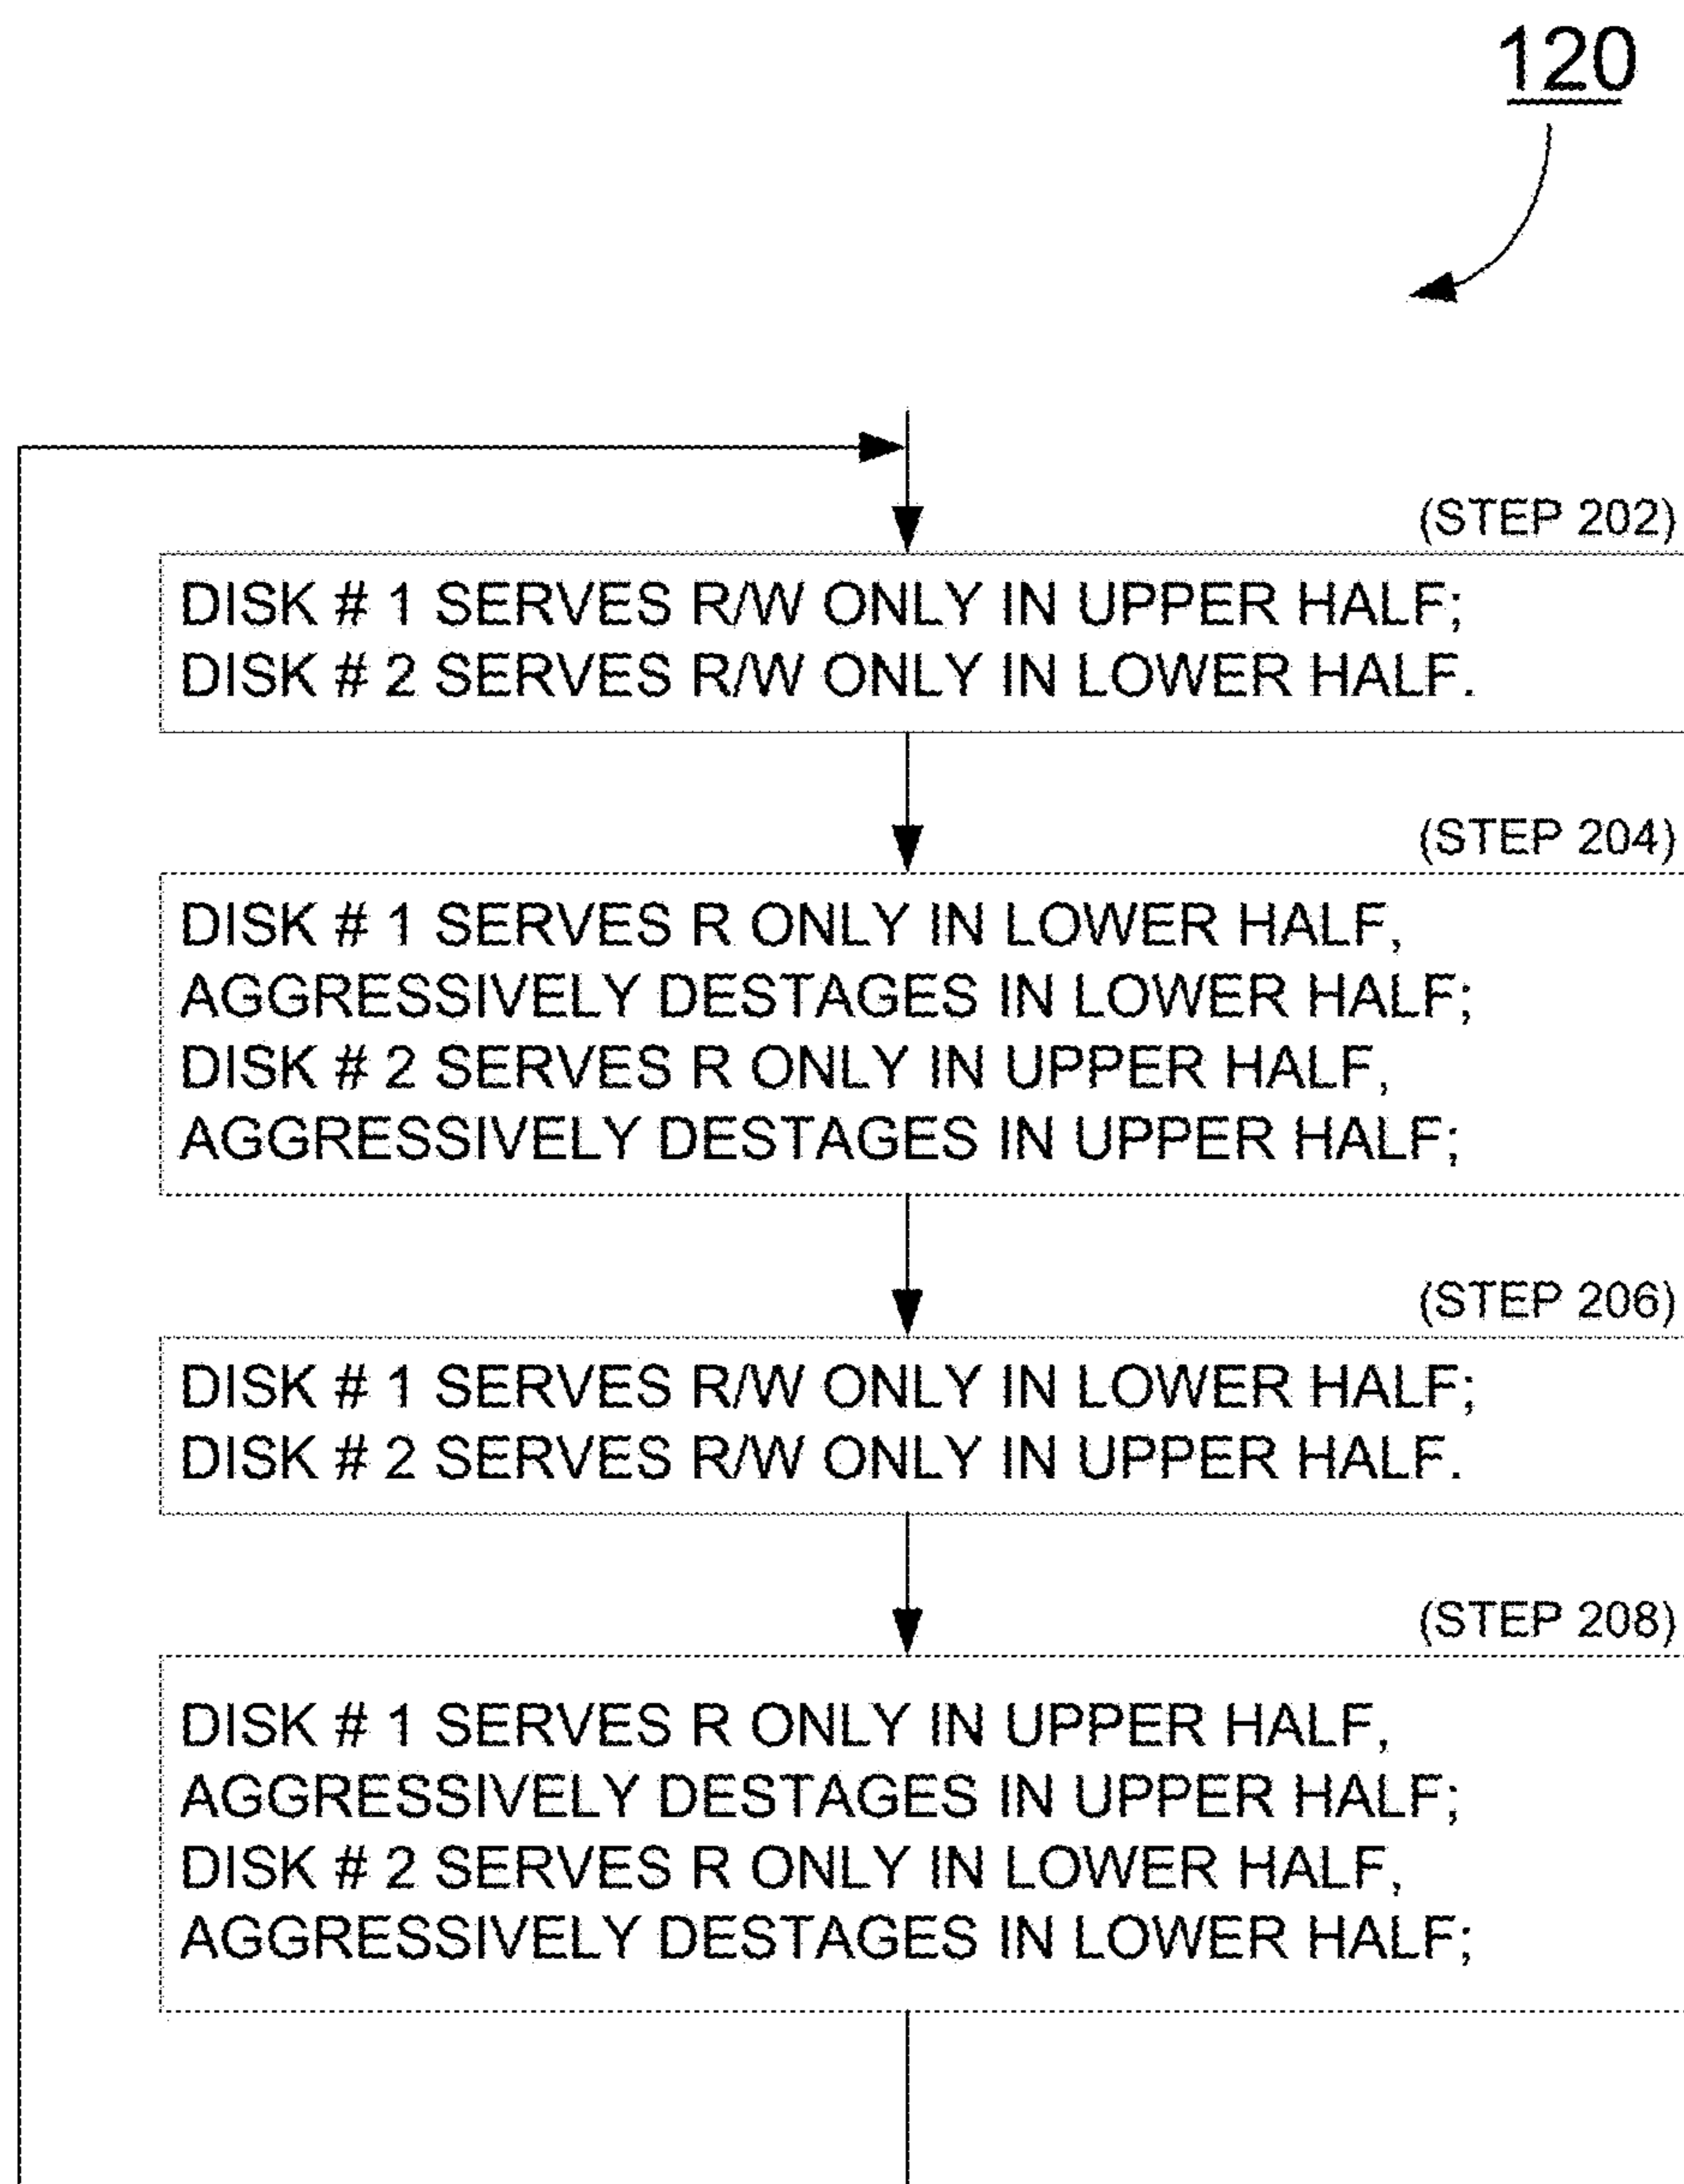 120
(STEP 202)
DISK # 1 SERVES R/W ONLY IN UPPER HALF;
DISK # 2 SERVES R/W ONLY IN LOWER HALF.
(STEP 204)
DISK # 1 SERVES R ONLY IN LOWER HALF,
AGGRESSIVELY DESTAGES IN LOWER HALF;
DISK # 2 SERVES R ONLY IN UPPER HALF,
AGGRESSIVELY DESTAGES IN UPPER HALF;
(STEP 206)
DISK # 1 SERVES R/W ONLY IN LOWER HALF;
DISK # 2 SERVES R/W ONLY IN UPPER HALF.
(STEP 208)
DISK # 1 SERVES R ONLY IN UPPER HALF,
AGGRESSIVELY DESTAGES IN UPPER HALF;
DISK # 2 SERVES R ONLY IN LOWER HALF,
AGGRESSIVELY DESTAGES IN LOWER HALF;